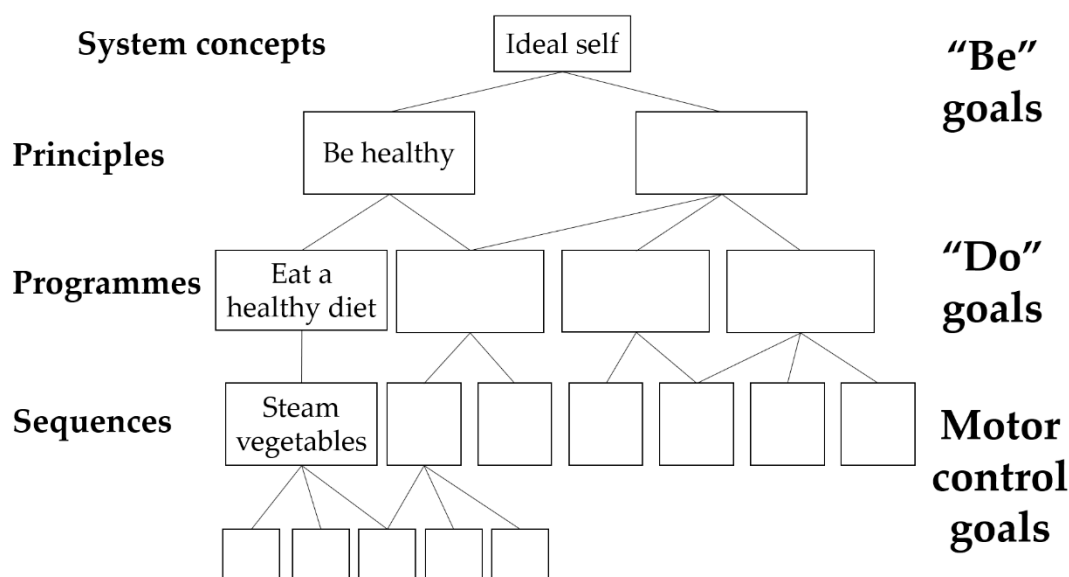 System concepts
Ideal self
“Be”
goals
Principles
Be healthy
Programmes
Eat a
healthy diet
“Do”
goals
Sequences
Steam
vegetables
Motor
control
goals